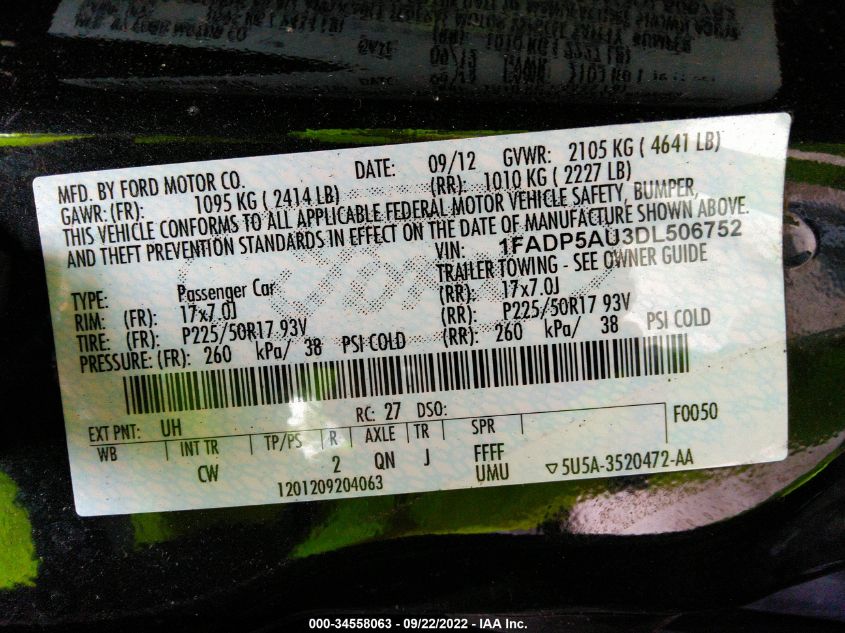 MFD. BY FORD MOTOR CO. DATE: 09/12 GVWR: 2105 KG ( 4641 LB)
GAWR: (FR): 1095 KG ( 2414 LB) (RR): 1010 KG ( 2227 LB)
THIS VEHICLE CONFORMS TO ALL APPLICABLE FEDERAL MOTOR VEHICLE SAFETY, BUMPER,
AND THEFT PREVENTION STANDARDS IN EFFECT ON THE DATE OF MANUFACTURE SHOWN ABOVE.
VIN: 1FADP5AU3DL506752
TYPE: Passenger Car TRAILER TOWING - SEE OWNER GUIDE
RIM: (FR): 17x7.0J (RR): 17x7.0J
TIRE: (FR): P225/50R17 93V (RR): P225/50R17 93V
PRESSURE: (FR): 260 kPa/ 38 PSI COLD (RR): 260 kPa/ 38 PSI COLD
EXT PNT: UH RC: 27 DSO: F0050
WB INT TR TP/PS R AXLE TR SPR
CW 2 QN J FFFF
UMU
1201209204063 ▽5U5A-3520472-AA
000-34558063 - 09/22/2022 - IAA Inc.